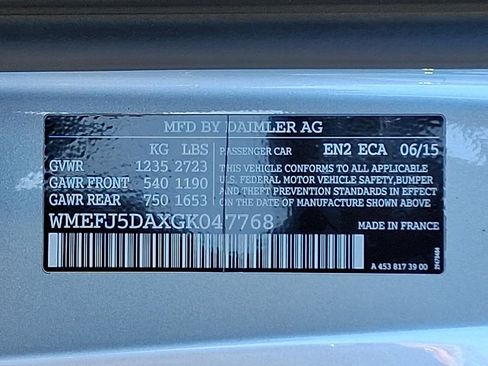 MFD BY DAIMLER AG
KG LBS PASSENGER CAR EN2 ECA 06/15
GVWR 1235 2723 THIS VEHICLE CONFORMS TO ALL APPLICABLE
GAWR FRONT 540 1190 U.S. FEDERAL MOTOR VEHICLE SAFETY, BUMPER
GAWR REAR 750 1653 AND THEFT PREVENTION STANDARDS IN EFFECT
ON THE DATE OF MANUFACTURE SHOWN ABOVE
WMEFJ5DAXGK047768 MADE IN FRANCE
A 453 817 39 00